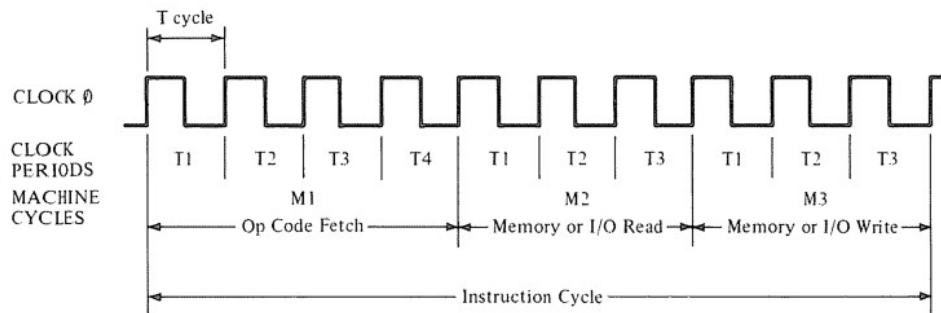 T cycle
CLOCK Ø
CLOCK PERIODS
T1 T2 T3 T4 T1 T2 T3 T1 T2 T3
MACHINE CYCLES
M1 M2 M3
Op Code Fetch Memory or I/O Read Memory or I/O Write
Instruction Cycle